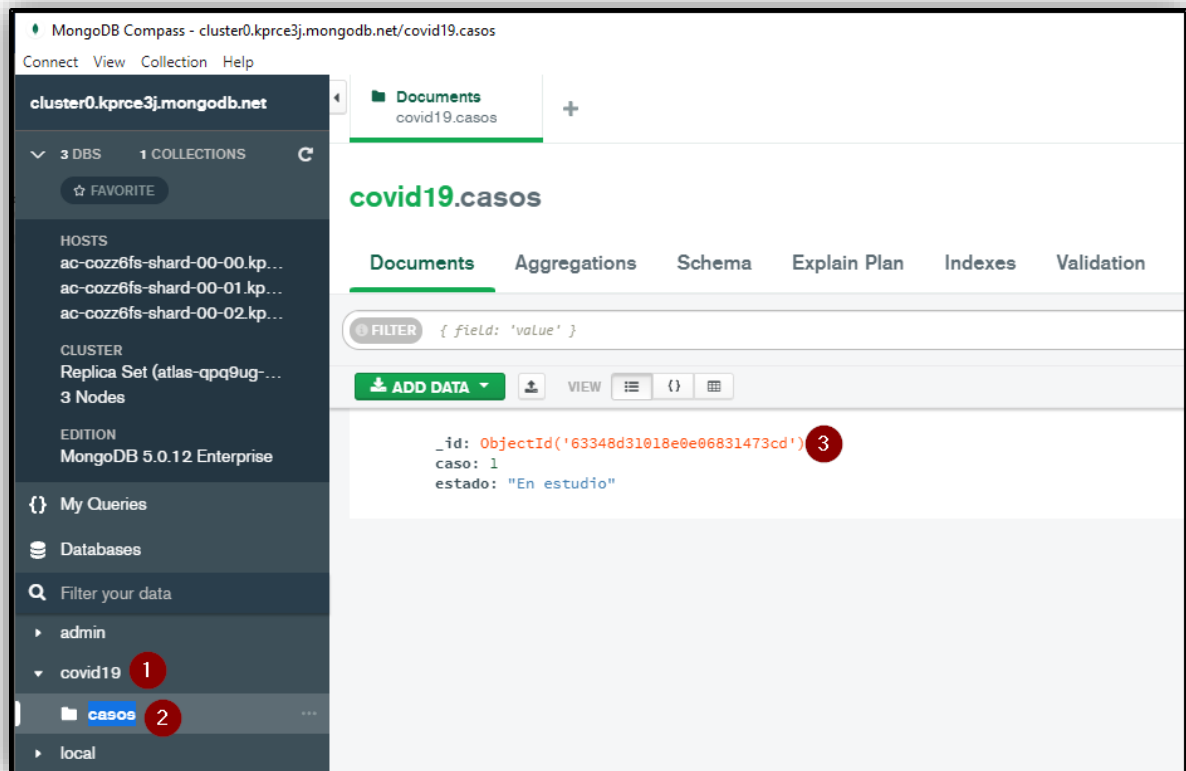 MongoDB Compass - cluster0.kprce3j.mongodb.net/covid19.casos
Connect View Collection Help
cluster0.kprce3j.mongodb.net
3 DBS 1 COLLECTIONS
FAVORITE
HOSTS
ac-cozz6fs-shard-00-00.kp...
ac-cozz6fs-shard-00-01.kp...
ac-cozz6fs-shard-00-02.kp...
CLUSTER
Replica Set (atlas-qpq9ug-...
3 Nodes
EDITION
MongoDB 5.0.12 Enterprise
{} My Queries
Databases
Filter your data
admin
covid19 1
casos 2 ...
local
Documents
covid19.casos
+
covid19.casos
Documents Aggregations Schema Explain Plan Indexes Validation
FILTER { field: 'value' }
ADD DATA VIEW {}
_id: ObjectId('63348d31018e0e06831473cd') 3
caso: 1
estado: "En estudio"